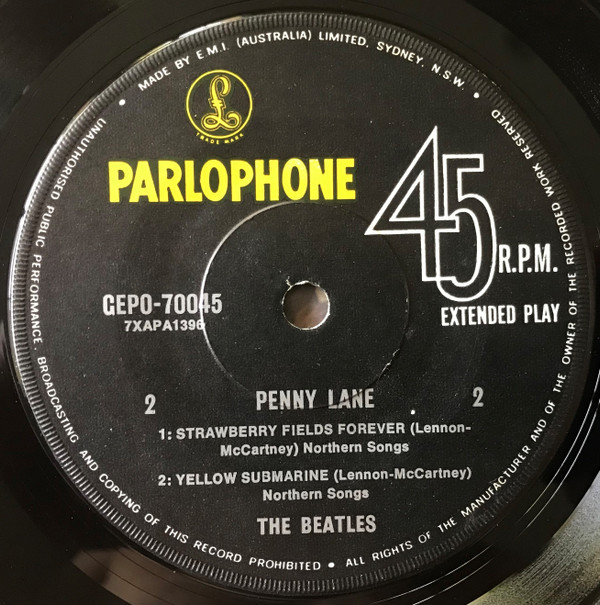 MADE BY E.M.I. (AUSTRALIA) LIMITED, SYDNEY, N.S.W. •
£
TRADE MARK
PARLOPHONE
45
R.P.M.
EXTENDED PLAY
GEPO-70045
7XAPA1396
2 PENNY LANE 2
1: STRAWBERRY FIELDS FOREVER (Lennon-
McCartney) Northern Songs
2: YELLOW SUBMARINE (Lennon-McCartney)
Northern Songs
THE BEATLES
• UNAUTHORISED PUBLIC PERFORMANCE. BROADCASTING AND COPYING OF THIS RECORD PROHIBITED • ALL RIGHTS OF THE MANUFACTURER AND OF THE OWNER OF THE RECORDED WORK RESERVED